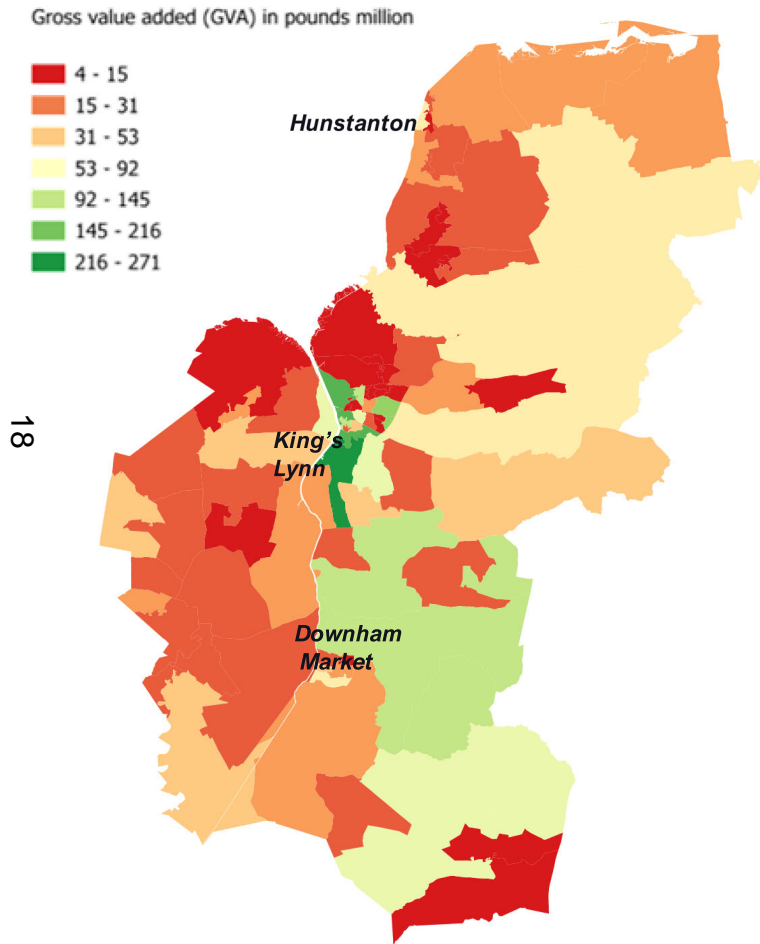 Gross value added (GVA) in pounds million
4 - 15
15 - 31
31 - 53
53 - 92
92 - 145
145 - 216
216 - 271
Hunstanton
King's
Lynn
Downham
Market
18